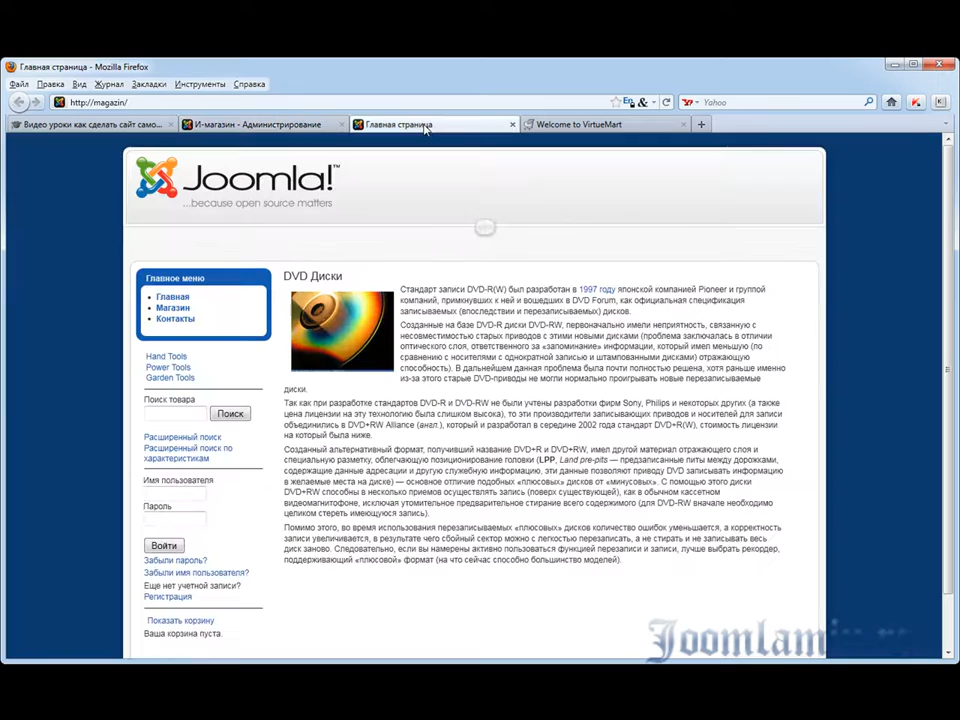 Главная страница - Mozilla Firefox
Файл Правка Вид Журнал Закладки Инструменты Справка
http://magazin/
En
Yahoo
Видео уроки как сделать сайт само...
И-магазин - Администрирование
Главная страница
Welcome to VirtueMart
Joomla!™
...because open source matters
Главное меню
Главная
Магазин
Контакты
Hand Tools
Power Tools
Garden Tools
Поиск товара
Поиск
Расширенный поиск
Расширенный поиск по
характеристикам
Имя пользователя
Пароль
Войти
Забыли пароль?
Забыли имя пользователя?
Еще нет учетной записи?
Регистрация
Показать корзину
Ваша корзина пуста.
DVD Диски
Стандарт записи DVD-R(W) был разработан в 1997 году японской компанией Pioneer и группой
компаний, примкнувших к ней и вошедших в DVD Forum, как официальная спецификация
записываемых (впоследствии и перезаписываемых) дисков.
Созданные на базе DVD-R диски DVD-RW, первоначально имели неприятность, связанную с
несовместимостью старых приводов с этими новыми дисками (проблема заключалась в отличии
оптического слоя, ответственного за «запоминание» информации, который имел меньшую (по
сравнению с носителями с однократной записью и штампованными дисками) отражающую
способность). В дальнейшем данная проблема была почти полностью решена, хотя раньше именно
из-за этого старые DVD-приводы не могли нормально проигрывать новые перезаписываемые
диски.
Так как при разработке стандартов DVD-R и DVD-RW не были учтены разработки фирм Sony, Philips и некоторых других (а также
цена лицензии на эту технологию была слишком высока), то эти производители записывающих приводов и носителей для записи
объединились в DVD+RW Alliance (англ.), который и разработал в середине 2002 года стандарт DVD+R(W), стоимость лицензии
на который была ниже.
Созданный альтернативный формат, получивший название DVD+R и DVD+RW, имел другой материал отражающего слоя и
специальную разметку, облегчающую позиционирование головки (LPP, Land pre-pits — предзаписанные питы между дорожками,
содержащие данные адресации и другую служебную информацию, эти данные позволяют приводу DVD записывать информацию
в желаемые места на диске) — основное отличие подобных «плюсовых» дисков от «минусовых». С помощью этого диски
DVD+RW способны в несколько приемов осуществлять запись (поверх существующей), как в обычном кассетном
видеомагнитофоне, исключая утомительное предварительное стирание всего содержимого (для DVD-RW вначале необходимо
целиком стереть имеющуюся запись).
Помимо этого, во время использования перезаписываемых «плюсовых» дисков количество ошибок уменьшается, а корректность
записи увеличивается, в результате чего сбойный сектор можно с легкостью перезаписать, а не стирать и не записывать весь
диск заново. Следовательно, если вы намерены активно пользоваться функцией перезаписи и записи, лучше выбрать рекордер,
поддерживающий «плюсовой» формат (на что сейчас способно большинство моделей).